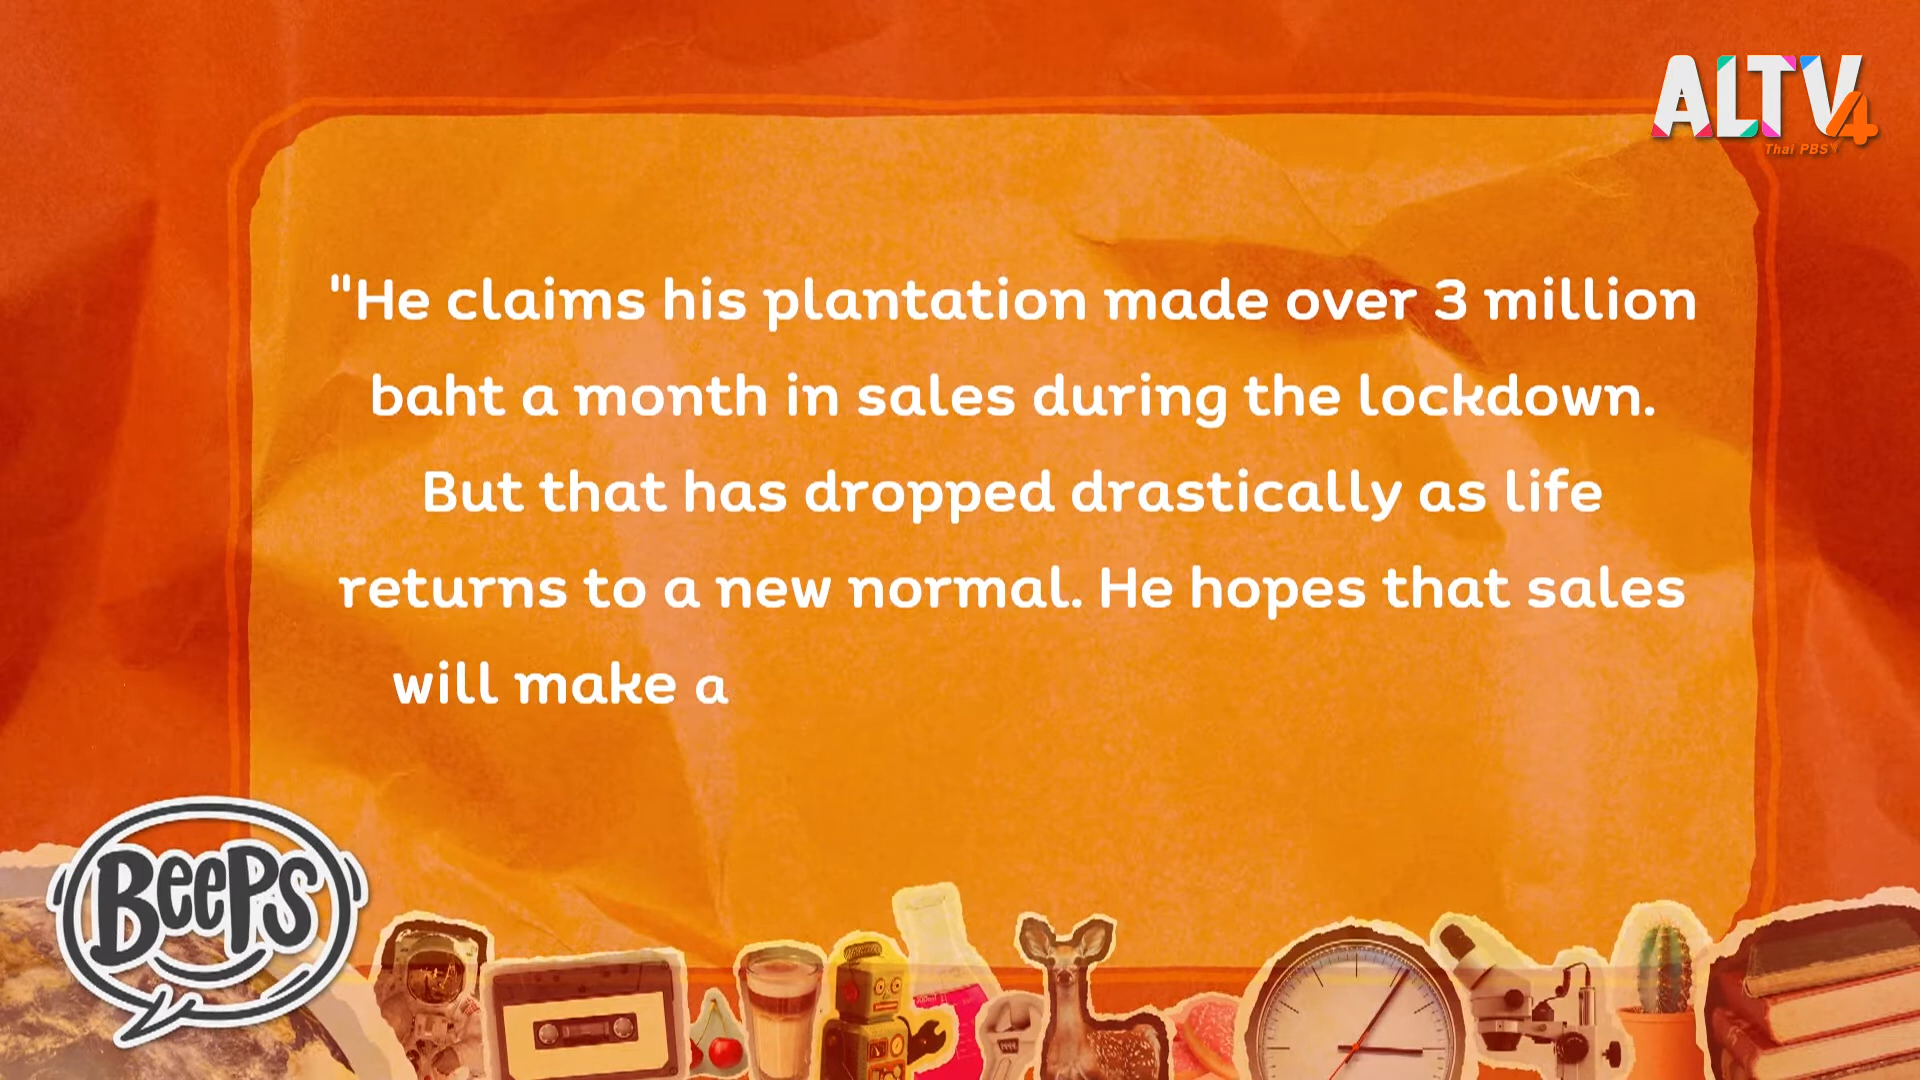 ALTV4
Thai PBS
"He claims his plantation made over 3 million
baht a month in sales during the lockdown.
But that has dropped drastically as life
returns to a new normal. He hopes that sales
will make a
BeePS